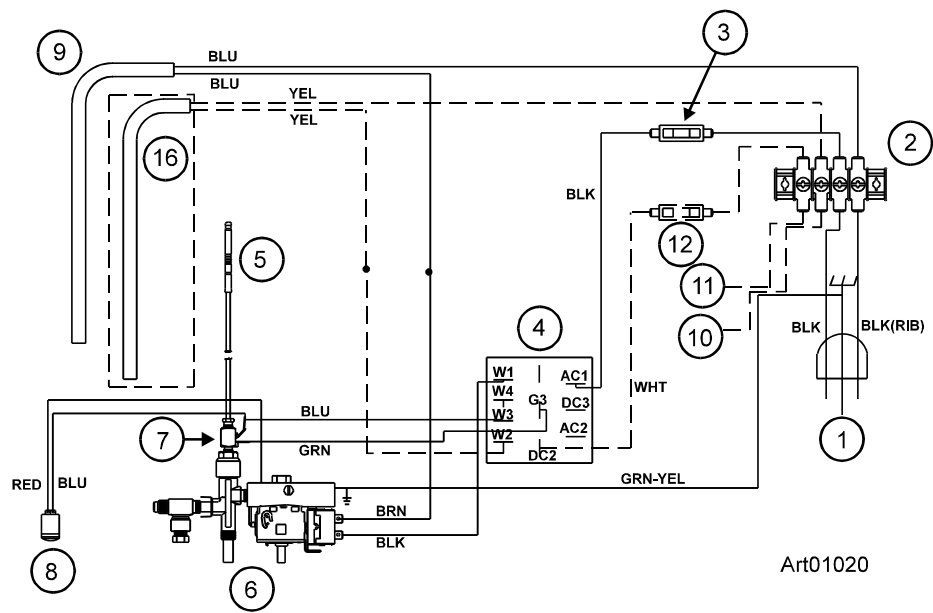 3
9
BLU
BLU
YEL
YEL
2
16
BLK
12
5
11
10
4
BLK
BLK(RIB)
W1
AC1
W4
G3
WHT
DC3
BLU
W3
AC2
7
W2
1
GRN
DC2
RED
BLU
GRN-YEL
BRN
BLK
8
6
Art01020